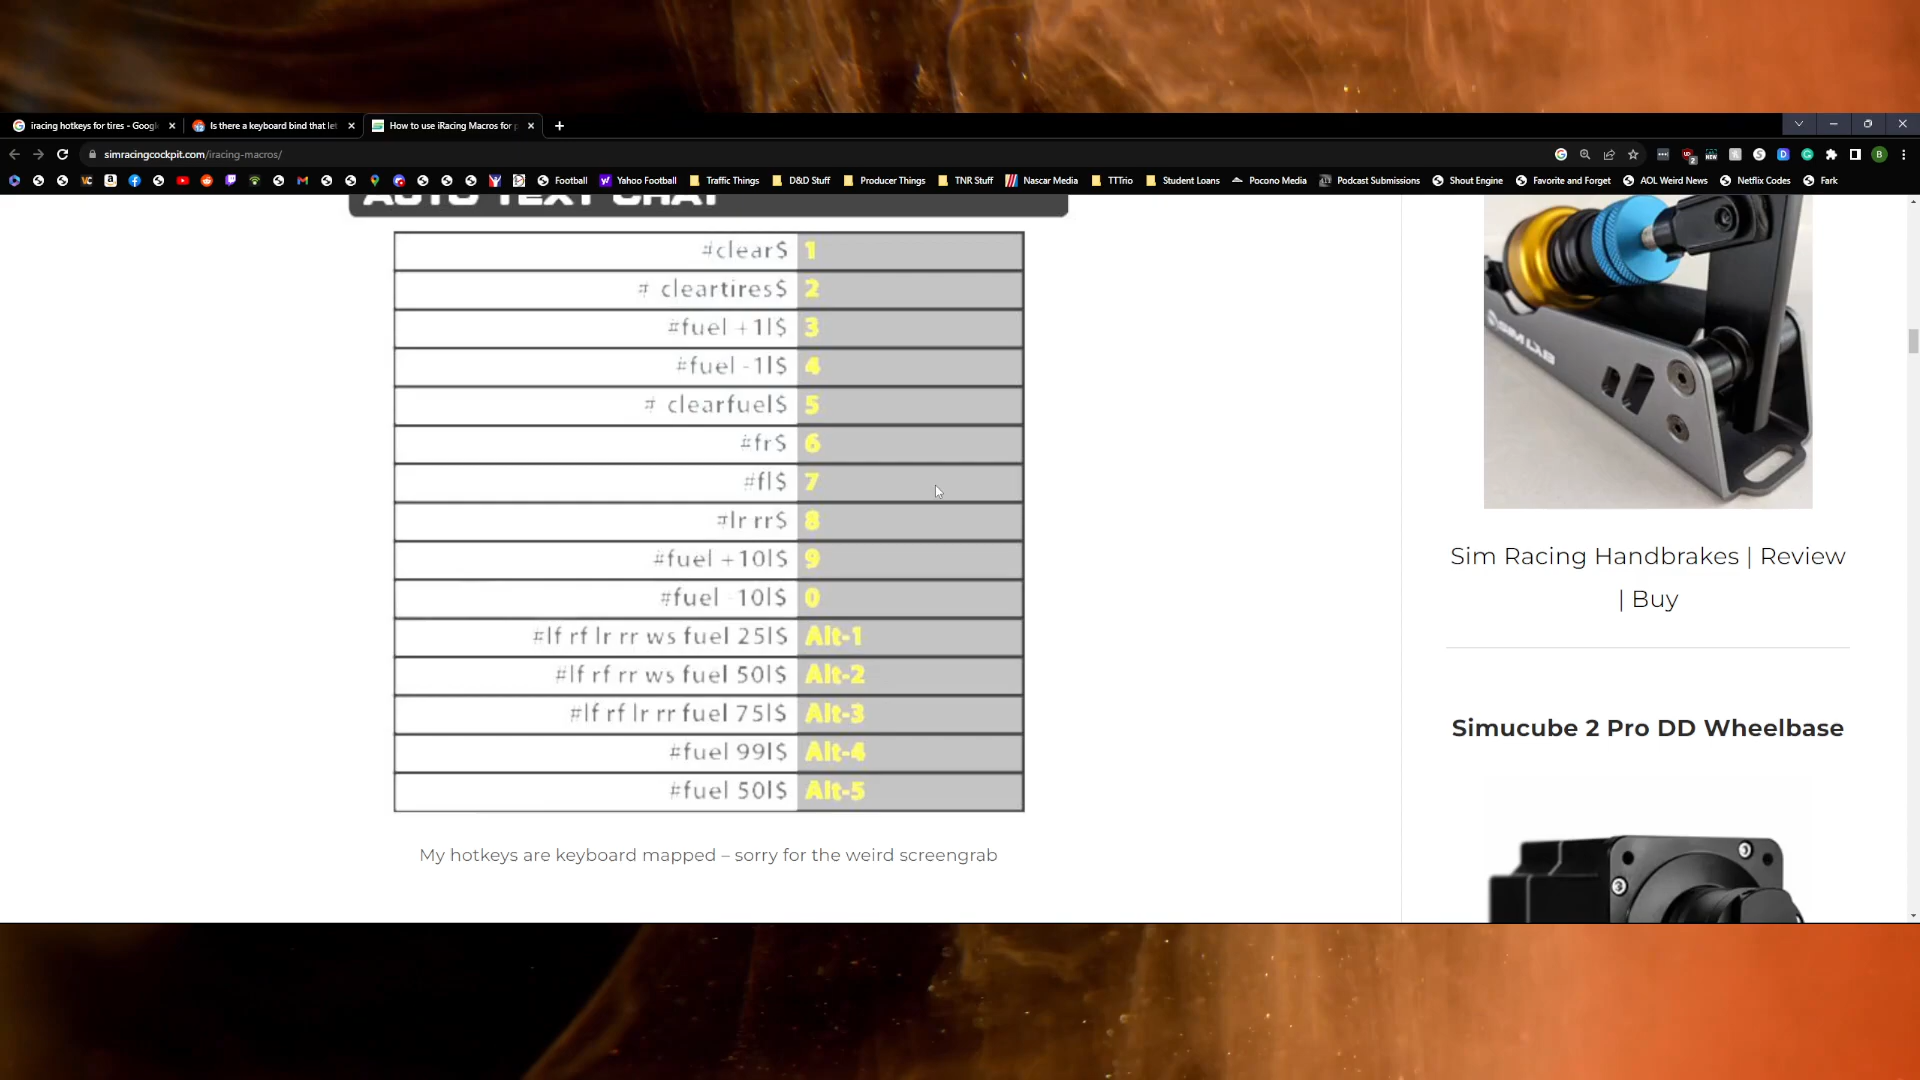 iracing hotkeys for tires - Googl
Is there a keyboard bind that let
How to use iRacing Macros for p
simracingcockpit.com/iracing-macros/
Football
Yahoo Football
Traffic Things
D&D Stuff
Producer Things
TNR Stuff
Nascar Media
TTTrio
Student Loans
Pocono Media
Podcast Submissions
Shout Engine
Favorite and Forget
AOL Weird News
Netflix Codes
Fark
AUTO TEXT CHAT
#clear$ 1
# cleartires$ 2
#fuel +1l$ 3
#fuel -1l$ 4
# clearfuel$ 5
#fr$ 6
#fl$ 7
#lr rr$ 8
#fuel +10l$ 9
#fuel -10l$ 0
#lf rf lr rr ws fuel 25l$ Alt-1
#lf rf rr ws fuel 50l$ Alt-2
#lf rf lr rr fuel 75l$ Alt-3
#fuel 99l$ Alt-4
#fuel 50l$ Alt-5
My hotkeys are keyboard mapped – sorry for the weird screengrab
SIM LAB
Sim Racing Handbrakes | Review
| Buy
Simucube 2 Pro DD Wheelbase